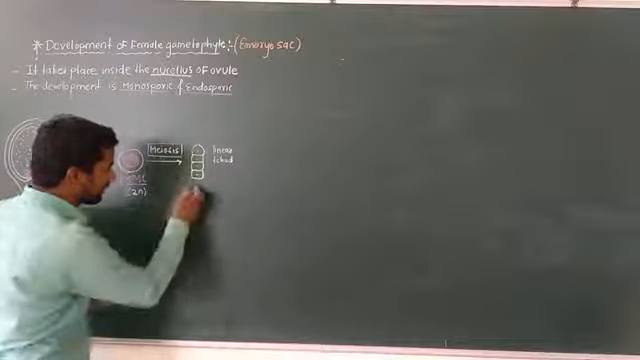 * Development of Female gametophyte :- (Embryo sac)
- It takes place inside the nucellus of ovule
- The development is Monosporic & Endosporic
Meiosis
linear
tetrad
(2n)